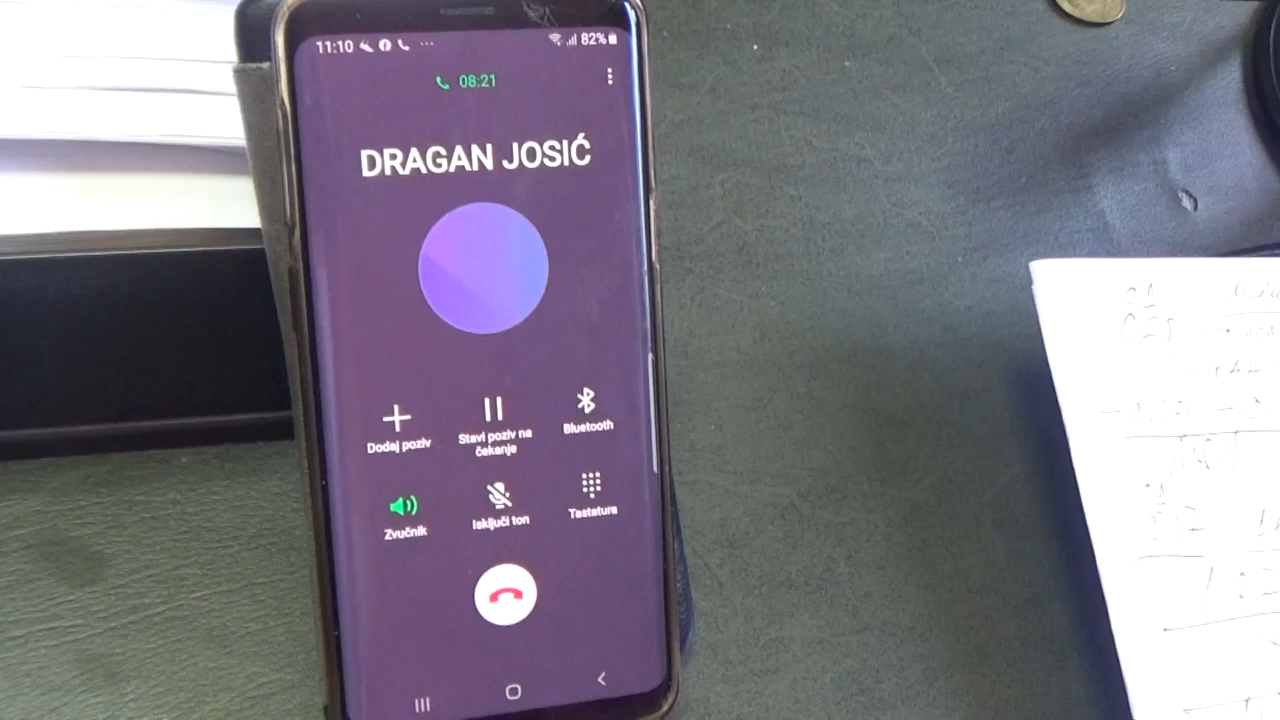 11:10 82%
08:21
DRAGAN JOSIĆ
Dodaj poziv
Stavi poziv na
čekanje
Bluetooth
Zvučnik
Isključi ton
Tastatura